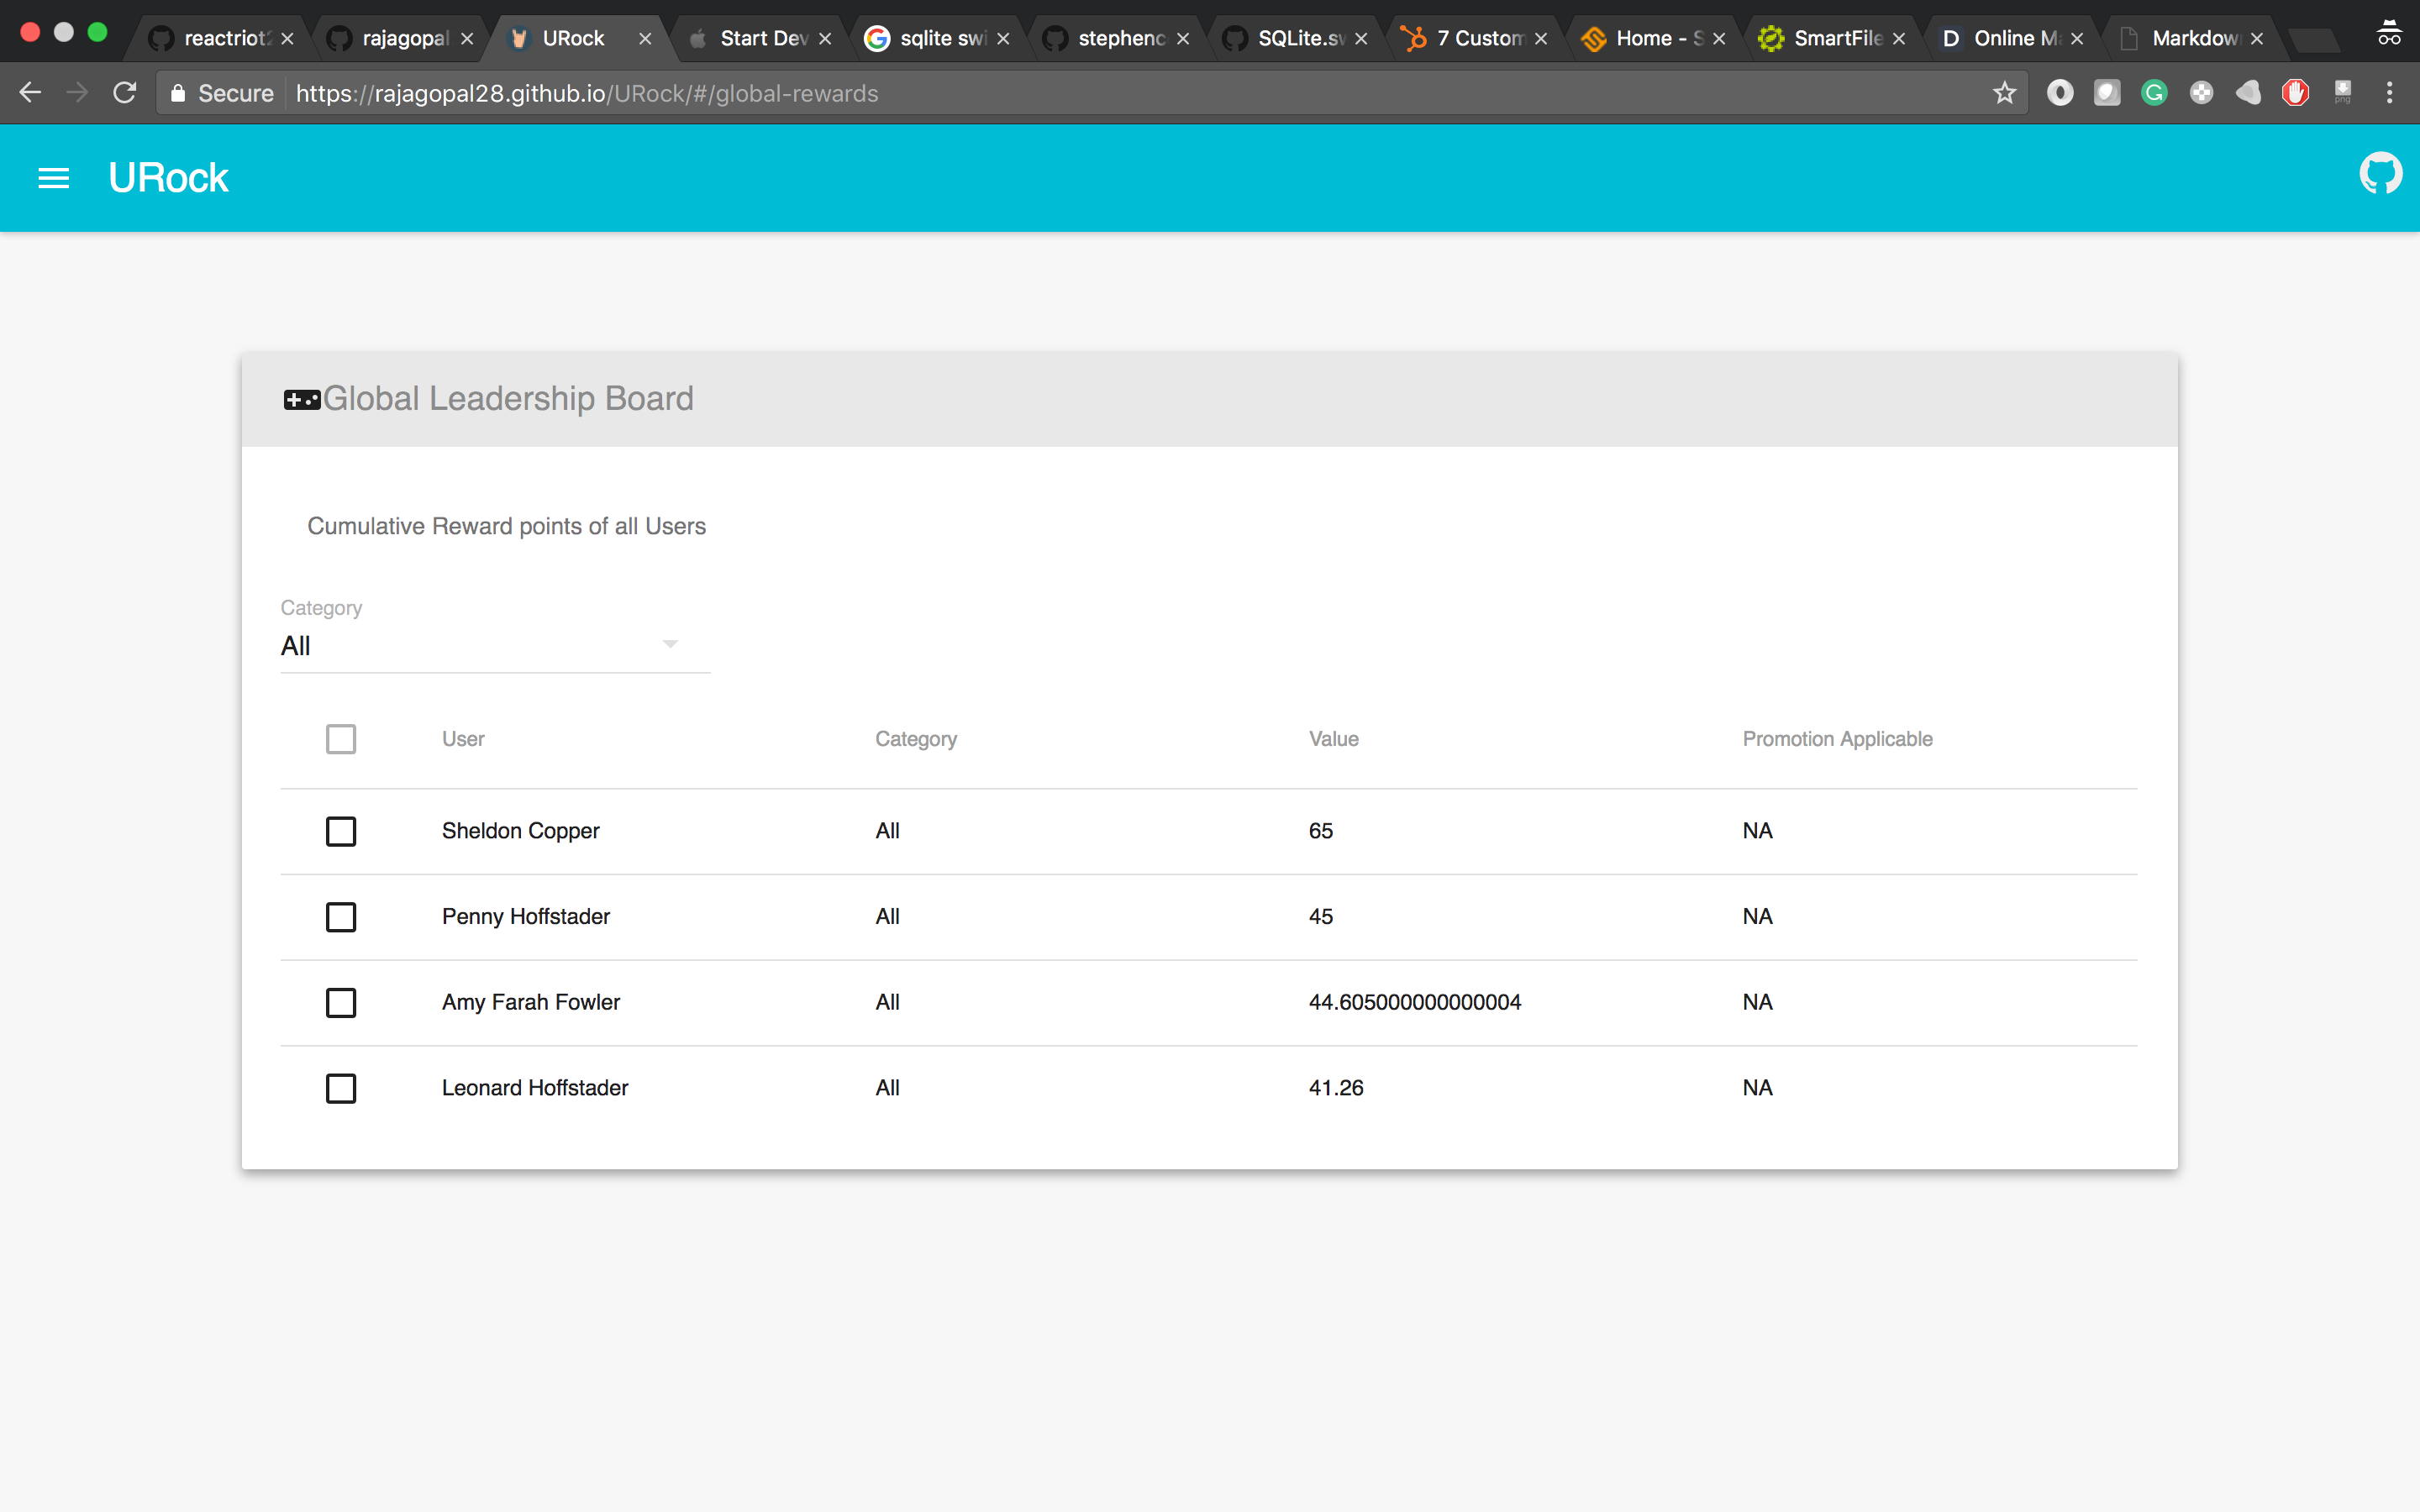 reactriot2 rajagopal URock Start Dev sqlite swi stephenc SQLite.sw 7 Custom Home - S SmartFile D Online Ma Markdow
Secure https://rajagopal28.github.io/URock/#/global-rewards
png
URock
Global Leadership Board
Cumulative Reward points of all Users
Category
All
User Category Value Promotion Applicable
Sheldon Copper All 65 NA
Penny Hoffstader All 45 NA
Amy Farah Fowler All 44.605000000000004 NA
Leonard Hoffstader All 41.26 NA